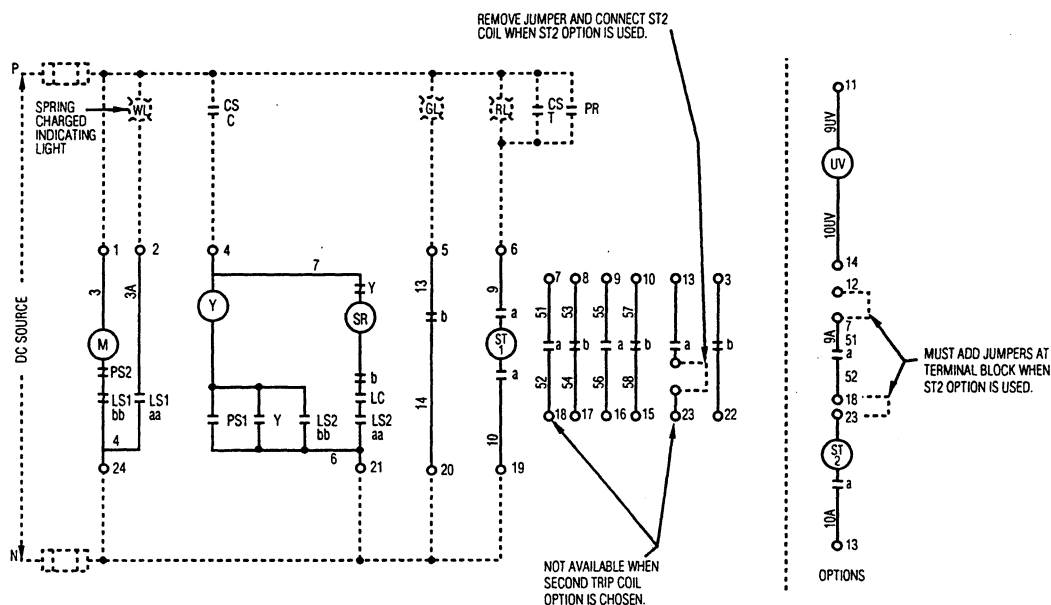 REMOVE JUMPER AND CONNECT ST2
COIL WHEN ST2 OPTION IS USED.
P
SPRING
CHARGED
INDICATING
LIGHT
WL
CS
C
GL
RL
CS
T
PR
11
9UV
UV
10UV
14
12
1
2
4
5
6
7
8
9
10
13
3
7
3
3A
13
9
51
53
55
57
DC SOURCE
Y
Y
SR
b
a
ST
1
a
a
b
a
b
a
b
M
PS2
LS1
bb
LS1
aa
PS1
Y
LS2
bb
b
LC
LS2
aa
14
10
52
54
56
58
4
6
24
21
20
19
18
17
16
15
23
22
7
9A
51
a
52
18
23
ST
2
a
10A
13
MUST ADD JUMPERS AT
TERMINAL BLOCK WHEN
ST2 OPTION IS USED.
N
NOT AVAILABLE WHEN
SECOND TRIP COIL
OPTION IS CHOSEN.
OPTIONS